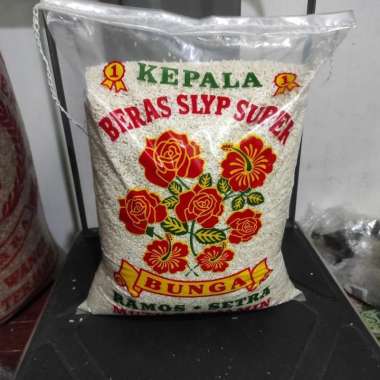 1 KEPALA 1
BERAS SLYP SUPER
BUNGA
RAMOS • SETRA